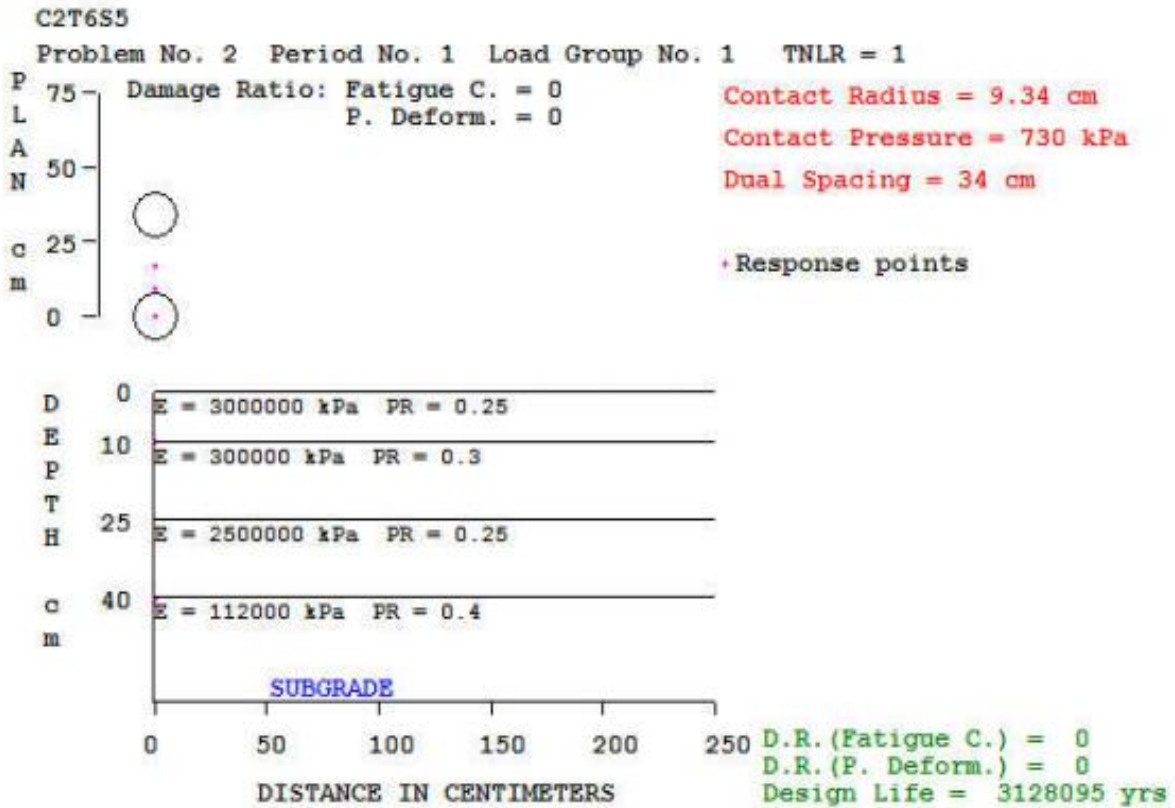 C2T6S5
Problem No. 2 Period No. 1 Load Group No. 1 TNLR = 1
PLAN cm
75
50
25
0
Damage Ratio: Fatigue C. = 0
P. Deform. = 0
Contact Radius = 9.34 cm
Contact Pressure = 730 kPa
Dual Spacing = 34 cm
Response points
DEPTH cm
0
E = 3000000 kPa PR = 0.25
10
E = 300000 kPa PR = 0.3
25
E = 2500000 kPa PR = 0.25
40
E = 112000 kPa PR = 0.4
SUBGRADE
0 50 100 150 200 250
DISTANCE IN CENTIMETERS
D.R.(Fatigue C.) = 0
D.R.(P. Deform.) = 0
Design Life = 3128095 yrs